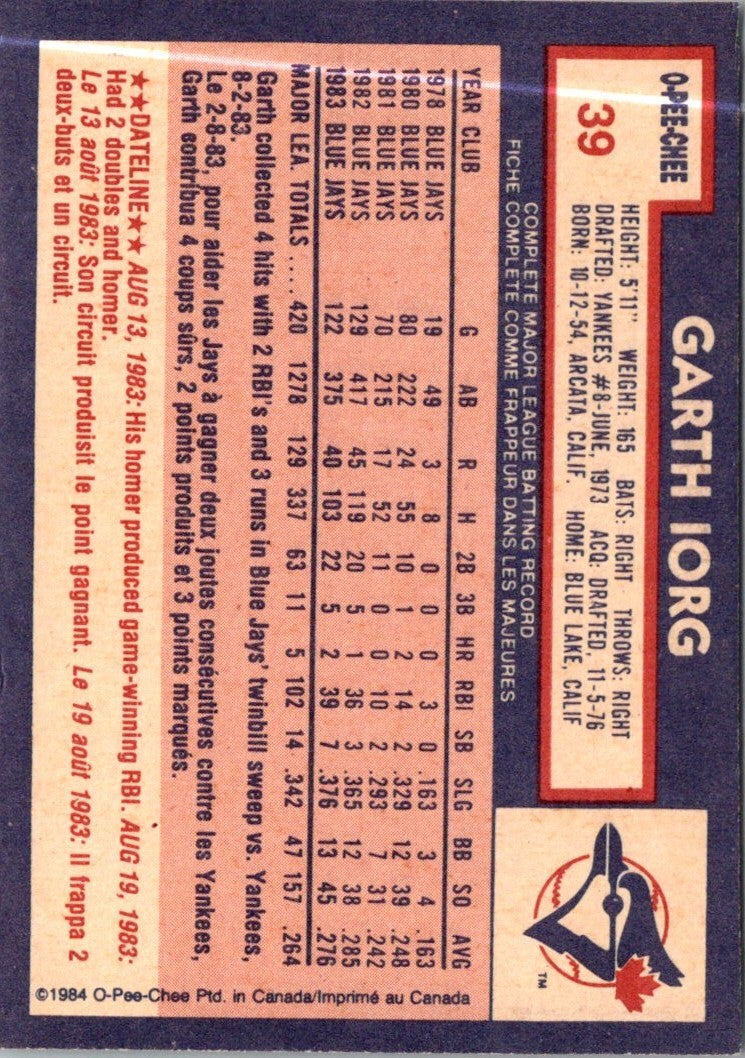 O-PEE-CHEE
39
GARTH IORG
HEIGHT: 5'11" WEIGHT: 165 BATS: RIGHT THROWS: RIGHT
DRAFTED: YANKEES #8-JUNE, 1973 ACQ: DRAFTED, 11-5-76
BORN: 10-12-54, ARCATA, CALIF. HOME: BLUE LAKE, CALIF
TM
COMPLETE MAJOR LEAGUE BATTING RECORD
FICHE COMPLETE COMME FRAPPEUR DANS LES MAJEURES
YEAR CLUB G AB R H 2B 3B HR RBI SB SLG BB SO AVG
1978 BLUE JAYS 19 49 3 8 0 0 0 3 0 .163 3 4 .163
1980 BLUE JAYS 80 222 24 55 10 1 2 14 2 .329 12 39 .248
1981 BLUE JAYS 70 215 17 52 11 0 0 10 2 .293 7 31 .242
1982 BLUE JAYS 129 417 45 119 20 5 1 36 3 .365 12 38 .285
1983 BLUE JAYS 122 375 40 103 22 5 2 39 7 .376 13 45 .276
MAJOR LEA. TOTALS .... 420 1278 129 337 63 11 5 102 14 .342 47 157 .264
Garth collected 4 hits with 2 RBI's and 3 runs in Blue Jays' twinbill sweep vs. Yankees,
8-2-83.
Le 2-8-83, pour aider les Jays à gagner deux joutes consécutives contre les Yankees,
Garth contribua 4 coups sûrs, 2 points produits et 3 points marqués.
★★DATELINE★★ AUG 13, 1983: His homer produced game-winning RBI. AUG 19, 1983:
Had 2 doubles and homer.
Le 13 août 1983: Son circuit produisit le point gagnant. Le 19 août 1983: Il frappa 2
deux-buts et un circuit.
©1984 O-Pee-Chee Ptd. in Canada/Imprimé au Canada